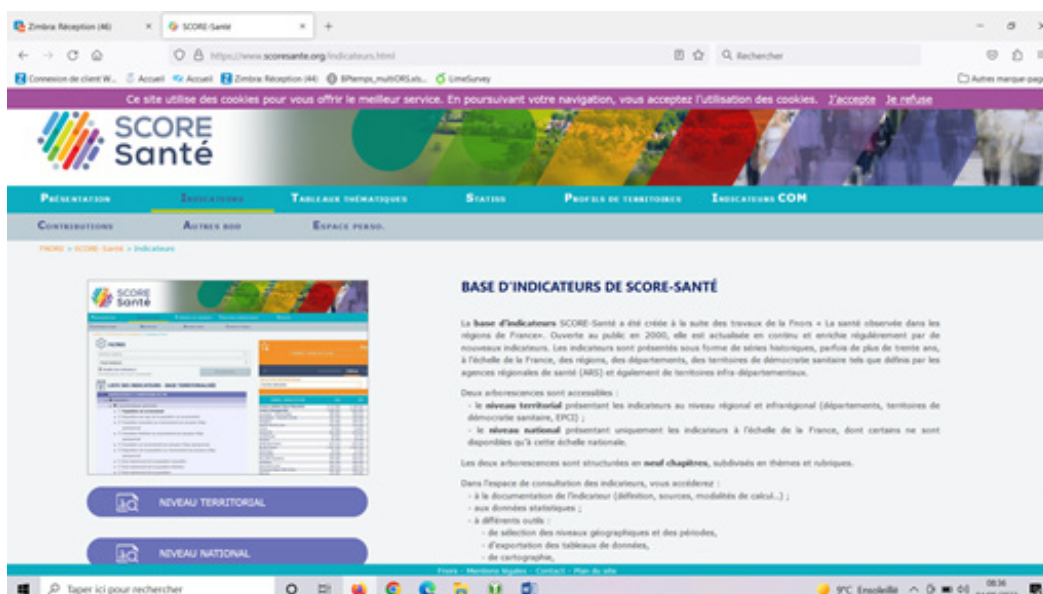 Zimbra: Réception (46)
SCORE-Santé
https://www.scoresante.org/indicateurs.html
Rechercher
Connexion de client W... Accueil Accueil Zimbra: Réception (44) BPtemps_multiORS.xls... LimeSurvey
Autres marque-page
Ce site utilise des cookies pour vous offrir le meilleur service. En poursuivant votre navigation, vous acceptez l'utilisation des cookies. J'accepte Je refuse
SCORE
Santé
Présentation Indicateurs Tableaux thématiques Statiss Profils de territoires Indicateurs COM
Contributions Autres BDD Espace perso.
FNORS > SCORE-Santé > Indicateurs
SCORE
Santé
FILTRES
LISTE DES INDICATEURS - BASE TERRITORIALISÉE
NIVEAU TERRITORIAL
NIVEAU NATIONAL
BASE D'INDICATEURS DE SCORE-SANTÉ
La base d'indicateurs SCORE-Santé a été créée à la suite des travaux de la Fnors « La santé observée dans les
régions de France». Ouverte au public en 2000, elle est actualisée en continu et enrichie régulièrement par de
nouveaux indicateurs. Les indicateurs sont présentés sous forme de séries historiques, parfois de plus de trente ans,
à l'échelle de la France, des régions, des départements, des territoires de démocratie sanitaire tels que définis par les
agences régionales de santé (ARS) et également de territoires infra-départementaux.
Deux arborescences sont accessibles :
- le niveau territorial présentant les indicateurs au niveau régional et infrarégional (départements, territoires de
démocratie sanitaire, EPCI) ;
- le niveau national présentant uniquement les indicateurs à l'échelle de la France, dont certains ne sont
disponibles qu'à cette échelle nationale.
Les deux arborescences sont structurées en neuf chapitres, subdivisés en thèmes et rubriques.
Dans l'espace de consultation des indicateurs, vous accéderez :
- à la documentation de l'indicateur (définition, sources, modalités de calcul...) ;
- aux données statistiques ;
- à différents outils :
- de sélection des niveaux géographiques et des périodes,
- d'exportation des tableaux de données,
- de cartographie,
Fnors - Mentions légales - Contact - Plan du site
Taper ici pour rechercher
9°C Ensoleillé
08:36